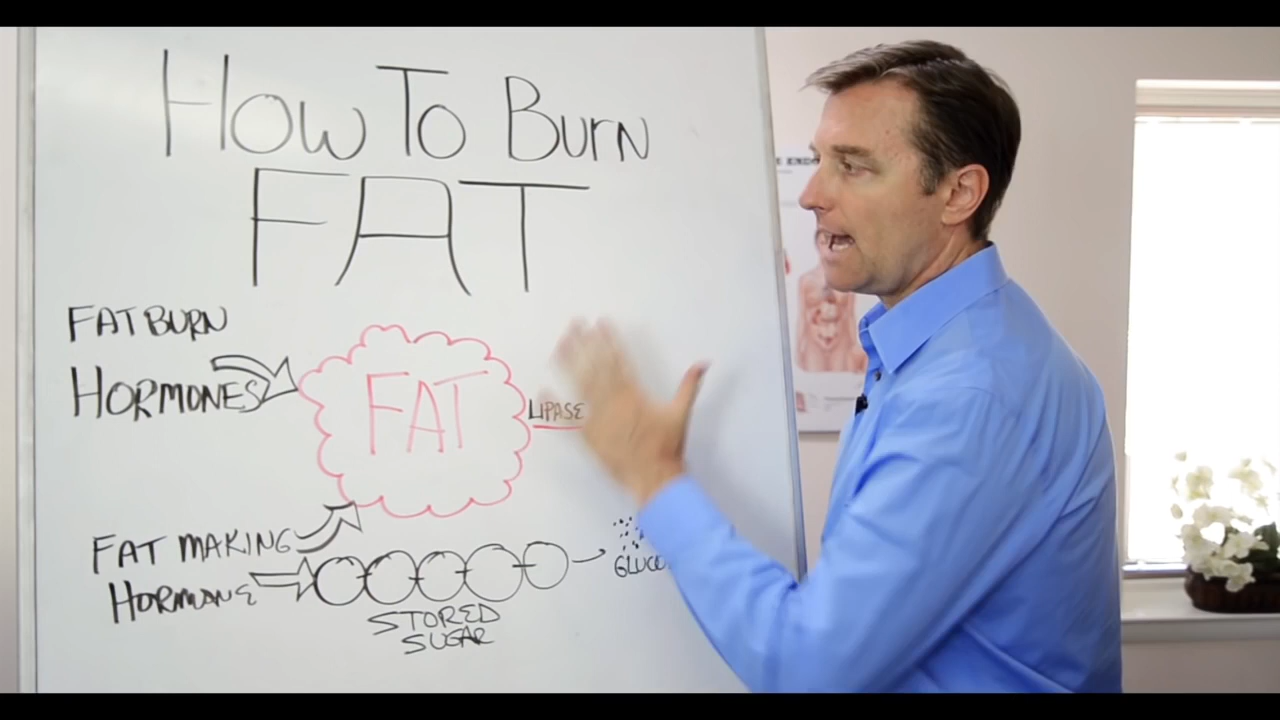 How To Burn
FAT
FAT BURN
HORMONES
FAT
LIPASE
FAT MAKING
HORMONE
STORED
SUGAR